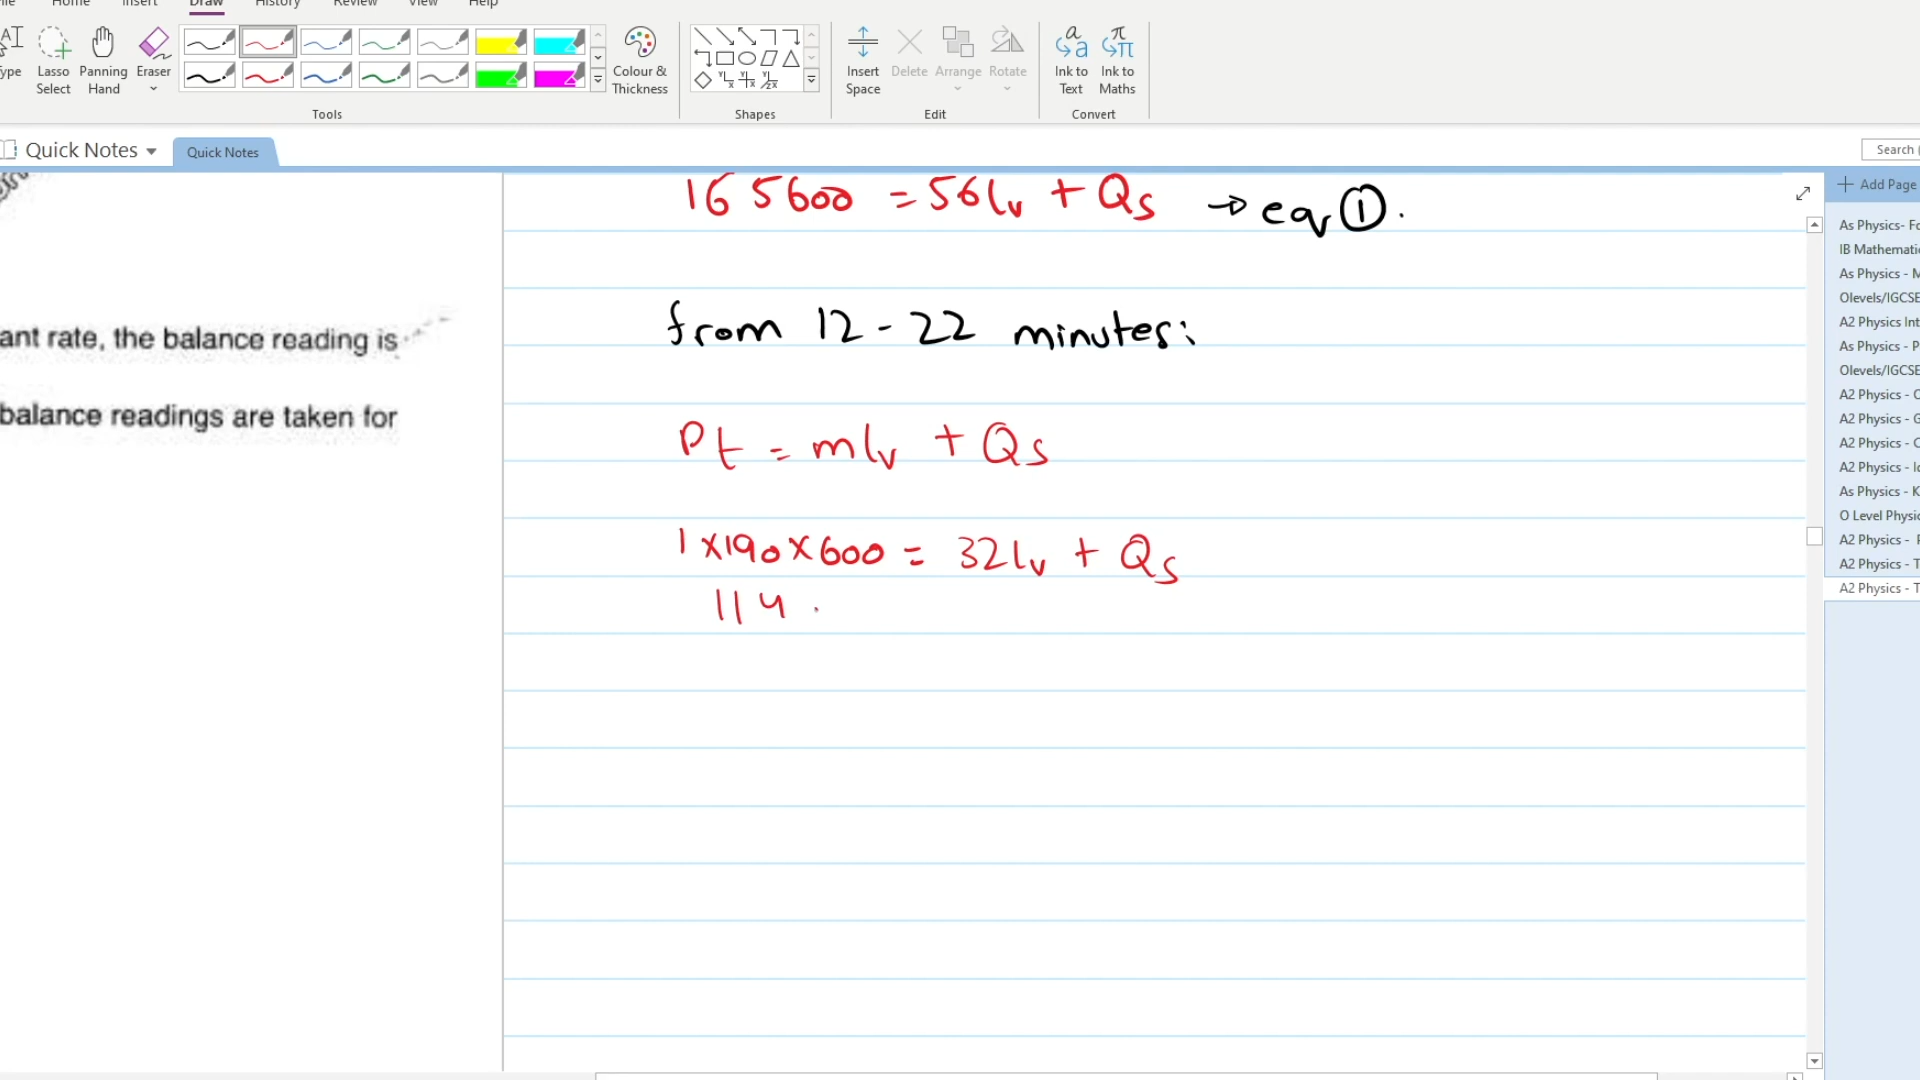 Home Insert Draw History Review View Help
Type
Lasso Select
Panning Hand
Eraser
Colour & Thickness
Insert Space
Delete
Arrange
Rotate
Ink to Text
Ink to Maths
Tools
Shapes
Edit
Convert
Quick Notes
Quick Notes
Search
Add Page
As Physics- Fo
IB Mathematic
As Physics - M
Olevels/IGCSE
A2 Physics Int
As Physics - P
Olevels/IGCSE
A2 Physics - O
A2 Physics - G
A2 Physics - C
A2 Physics - Id
As Physics - K
O Level Physic
A2 Physics - P
A2 Physics - T
A2 Physics - T
ant rate, the balance reading is
balance readings are taken for
165600 = 56lv + Qs → eq ①.
from 12 - 22 minutes:
Pt = mlv + Qs
1 x190x600 = 32lv + Qs
114 .